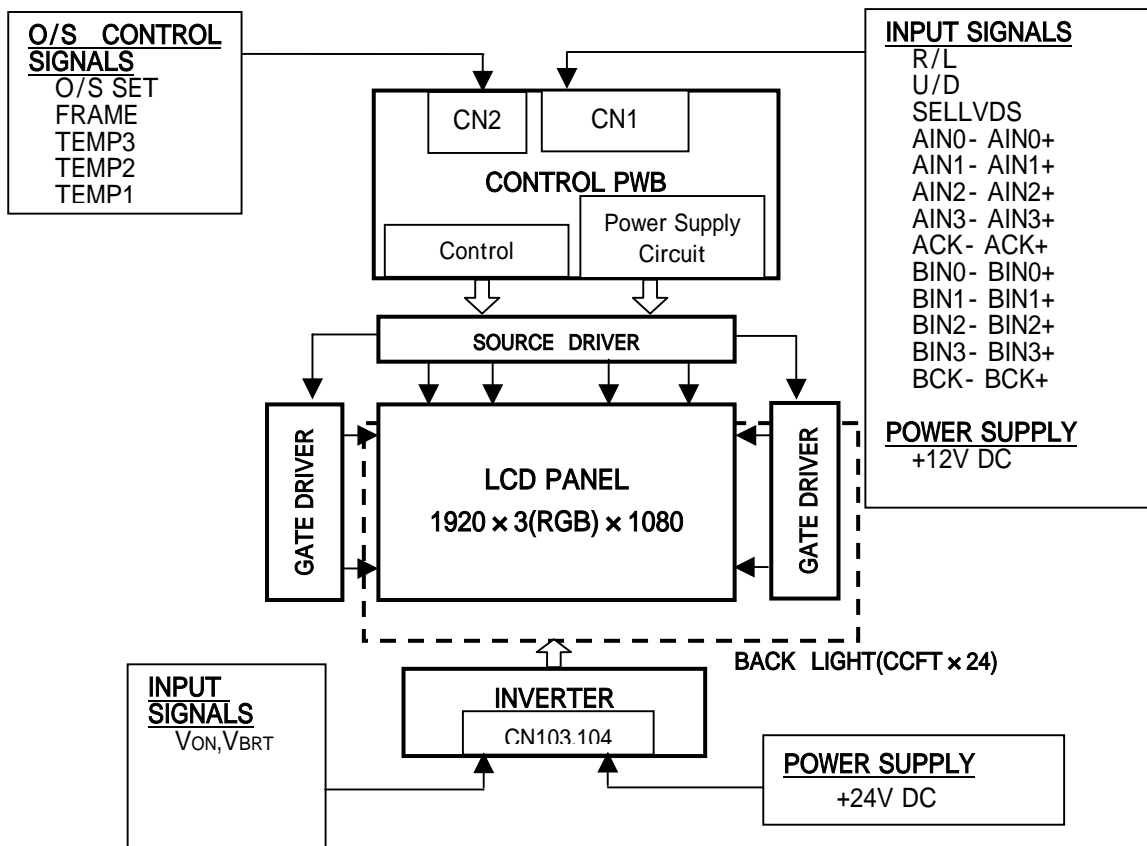 O/S CONTROL
SIGNALS
O/S SET
FRAME
TEMP3
TEMP2
TEMP1
INPUT SIGNALS
R/L
U/D
SELLVDS
AIN0- AIN0+
AIN1- AIN1+
AIN2- AIN2+
AIN3- AIN3+
ACK- ACK+
BIN0- BIN0+
BIN1- BIN1+
BIN2- BIN2+
BIN3- BIN3+
BCK- BCK+
POWER SUPPLY
+12V DC
CN2
CN1
CONTROL PWB
Control
Power Supply
Circuit
SOURCE DRIVER
GATE DRIVER
LCD PANEL
1920 × 3(RGB) × 1080
GATE DRIVER
BACK LIGHT(CCFT × 24)
INVERTER
CN103,104
INPUT
SIGNALS
VON,VBRT
POWER SUPPLY
+24V DC